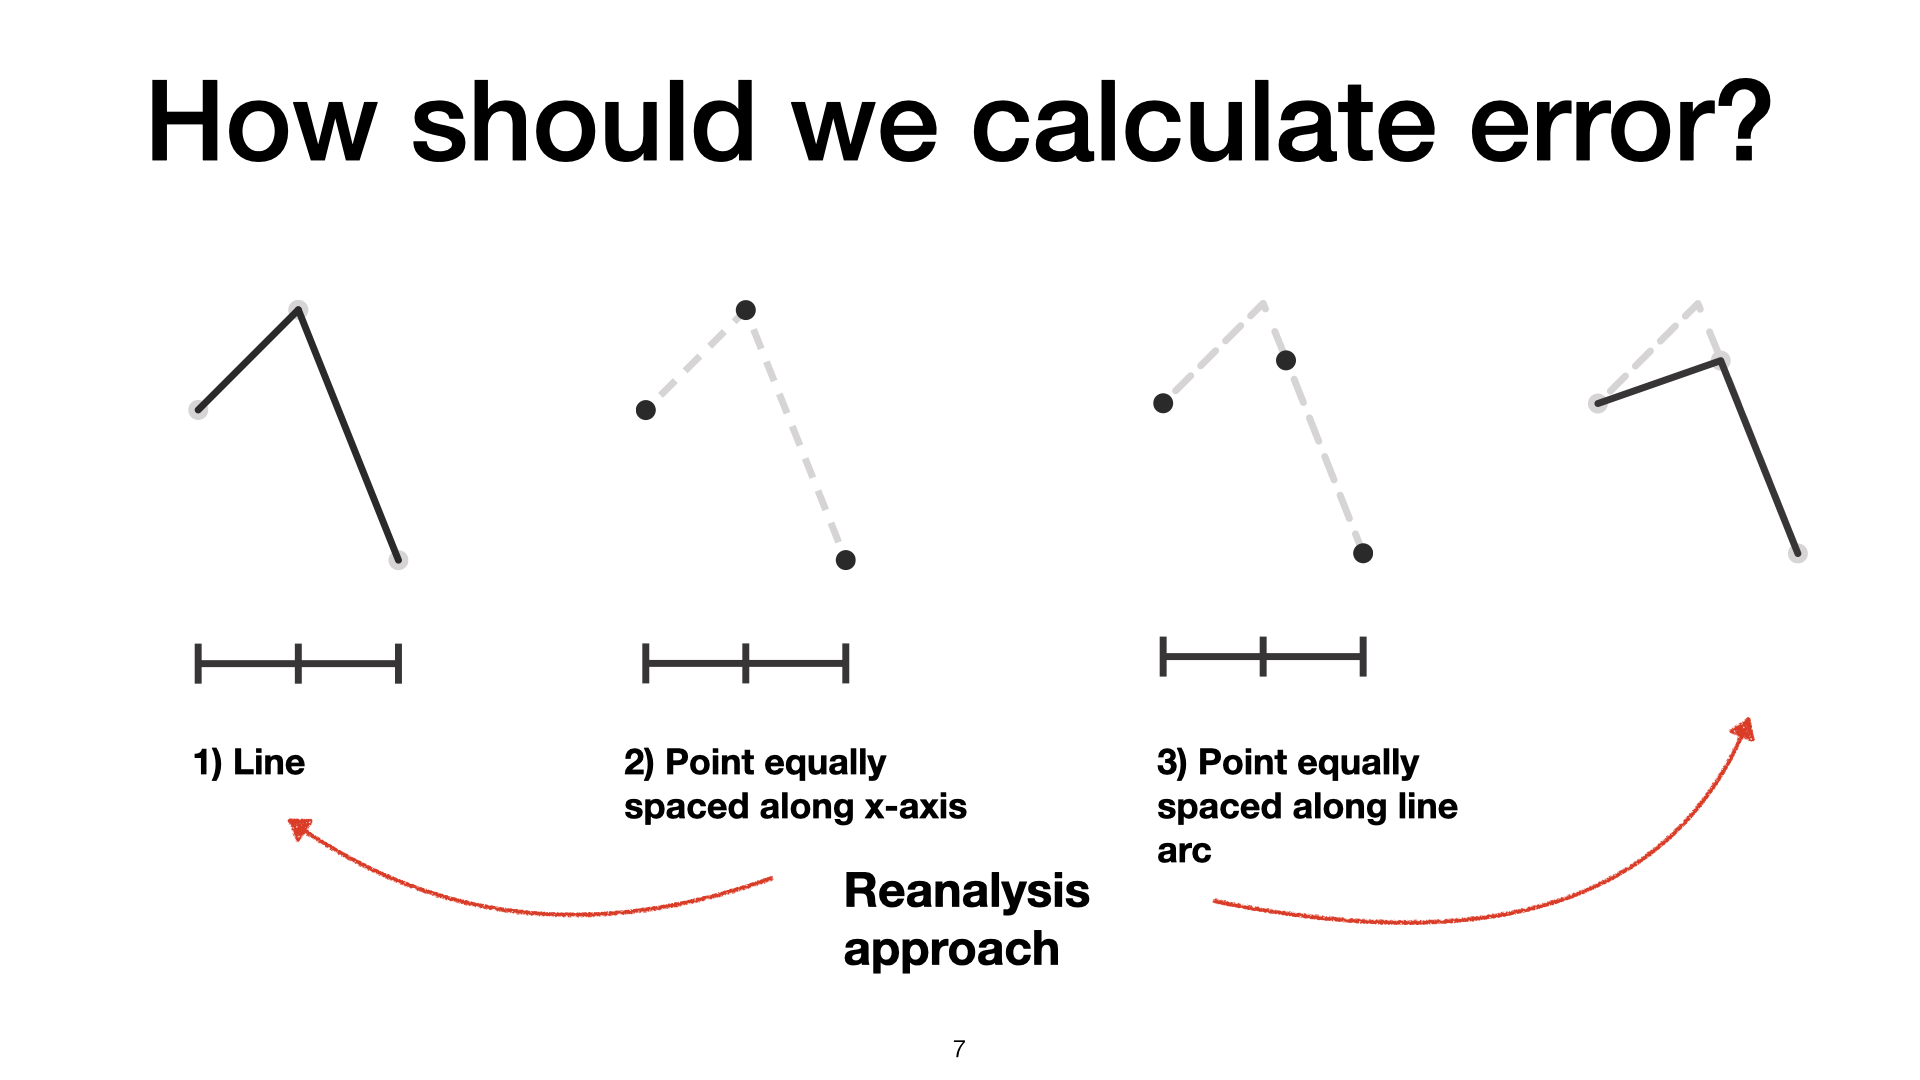 How should we calculate error?
1) Line
2) Point equally
spaced along x-axis
3) Point equally
spaced along line
arc
Reanalysis
approach
7